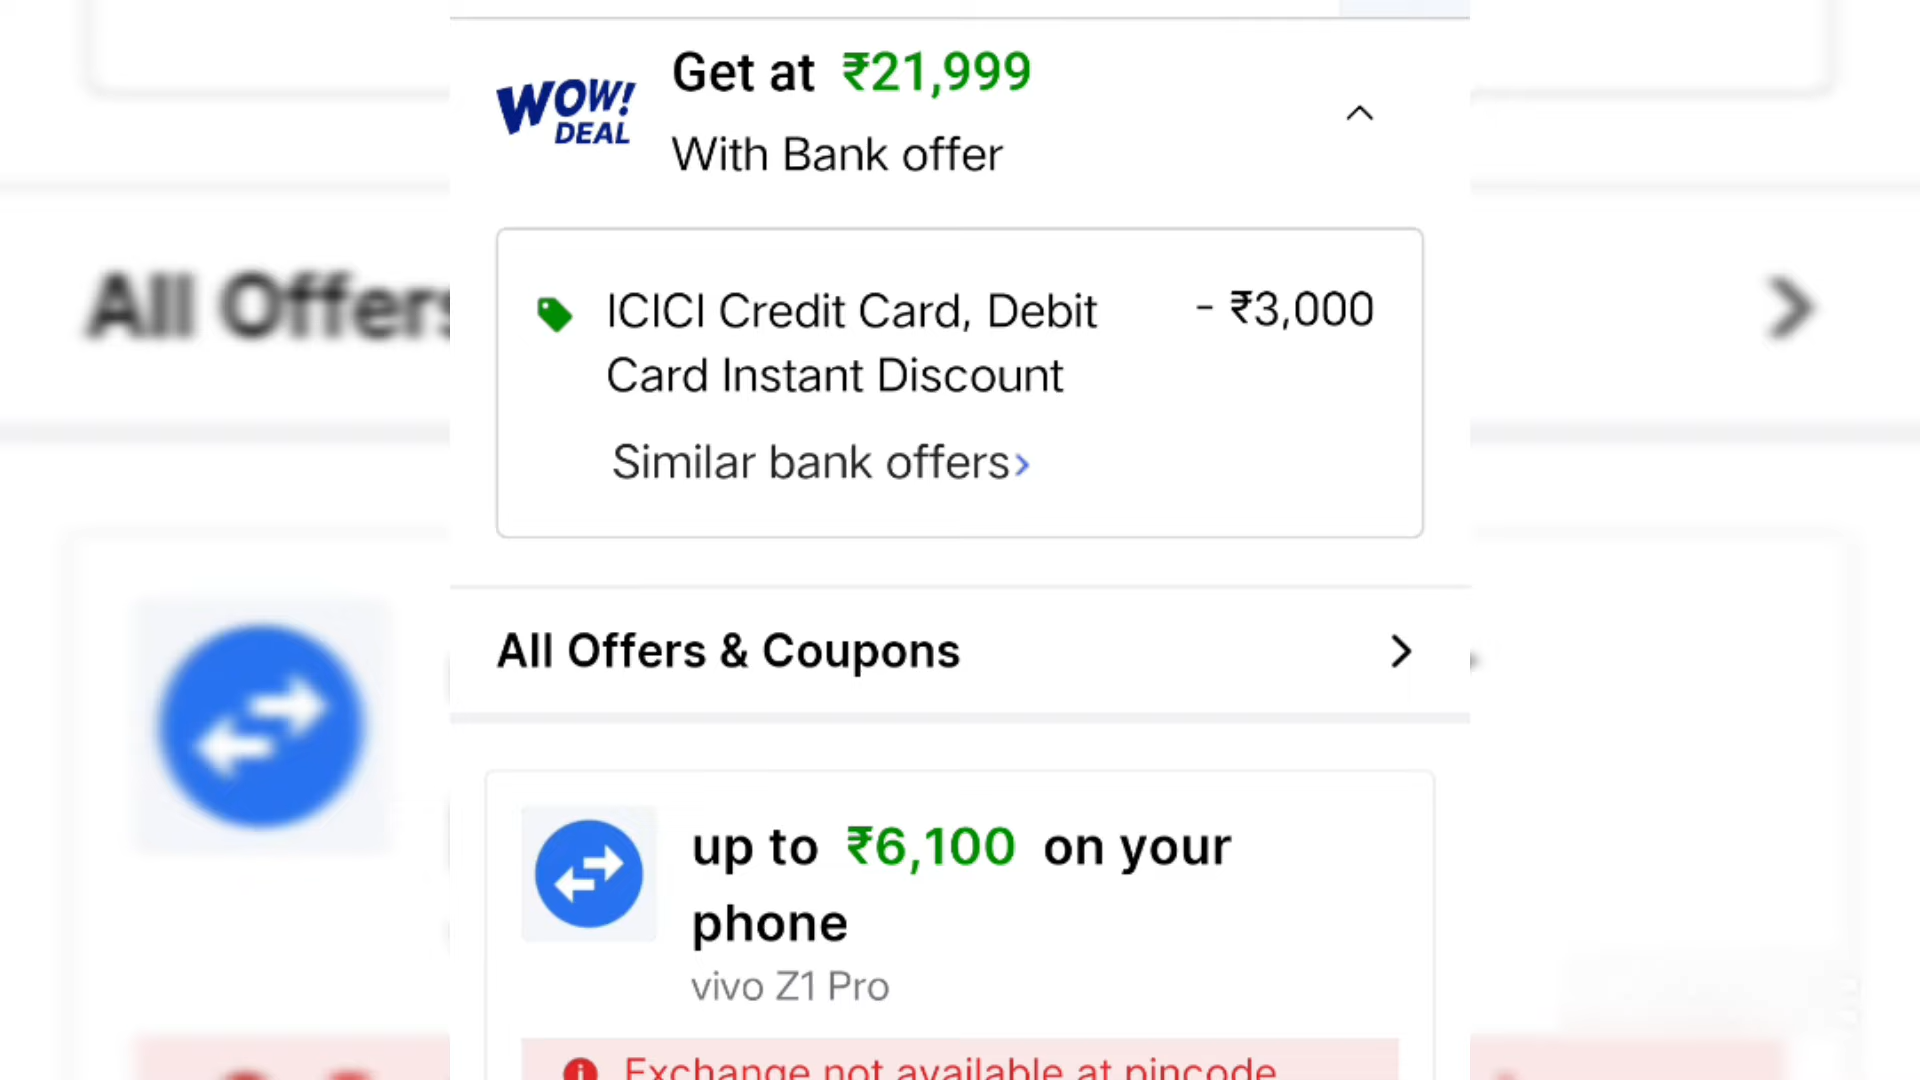 WOW!
DEAL
Get at ₹21,999
With Bank offer
ICICI Credit Card, Debit
Card Instant Discount
- ₹3,000
Similar bank offers›
All Offers & Coupons
All Offers
up to ₹6,100 on your
phone
vivo Z1 Pro
Exchange not available at pincode